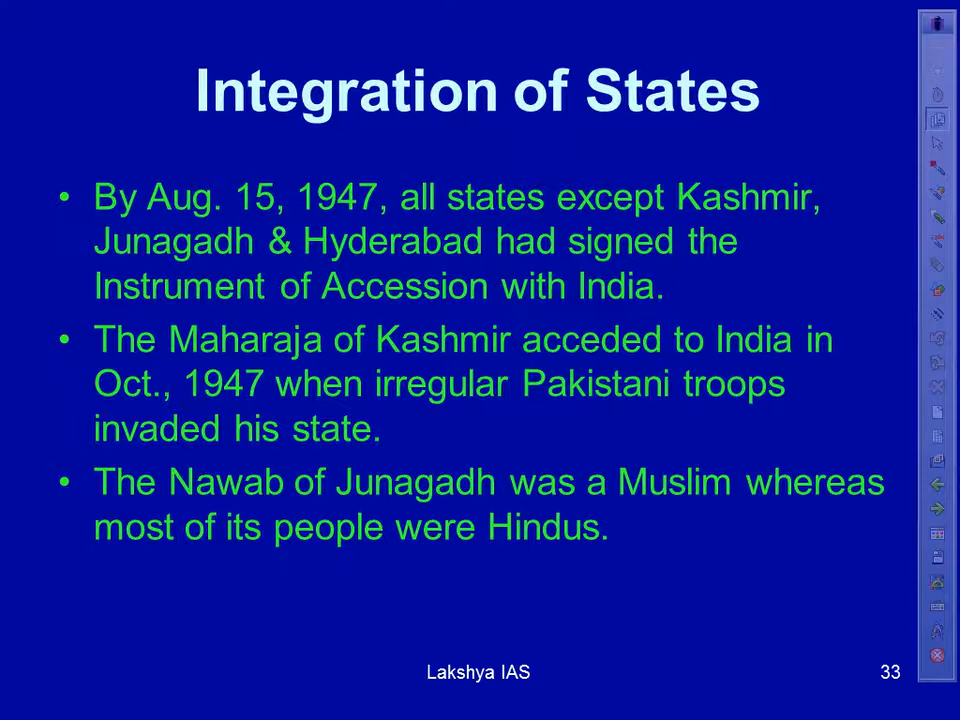 Integration of States
• By Aug. 15, 1947, all states except Kashmir,
Junagadh & Hyderabad had signed the
Instrument of Accession with India.
• The Maharaja of Kashmir acceded to India in
Oct., 1947 when irregular Pakistani troops
invaded his state.
• The Nawab of Junagadh was a Muslim whereas
most of its people were Hindus.
Lakshya IAS
33